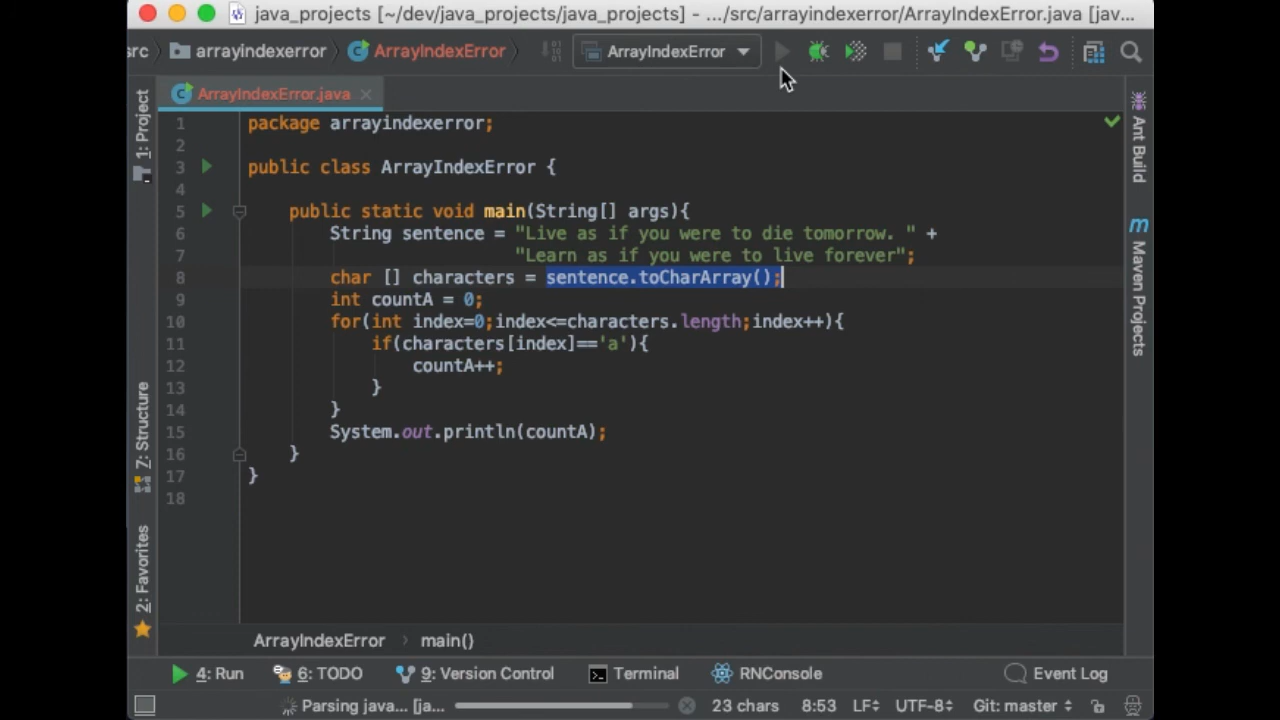 java_projects [~/dev/java_projects/java_projects] - .../src/arrayindexerror/ArrayIndexError.java [jav...
src arrayindexerror ArrayIndexError ArrayIndexError
ArrayIndexError.java
1: Project
Z: Structure
2: Favorites
1 package arrayindexerror;
2
3 public class ArrayIndexError {
4
5 public static void main(String[] args){
6 String sentence = "Live as if you were to die tomorrow. " +
7 "Learn as if you were to live forever";
8 char [] characters = sentence.toCharArray();
9 int countA = 0;
10 for(int index=0;index<=characters.length;index++){
11 if(characters[index]=='a'){
12 countA++;
13 }
14 }
15 System.out.println(countA);
16 }
17 }
18
Ant Build
m Maven Projects
ArrayIndexError › main()
4: Run 6: TODO 9: Version Control Terminal RNConsole Event Log
Parsing java... [ja... 23 chars 8:53 LF UTF-8 Git: master